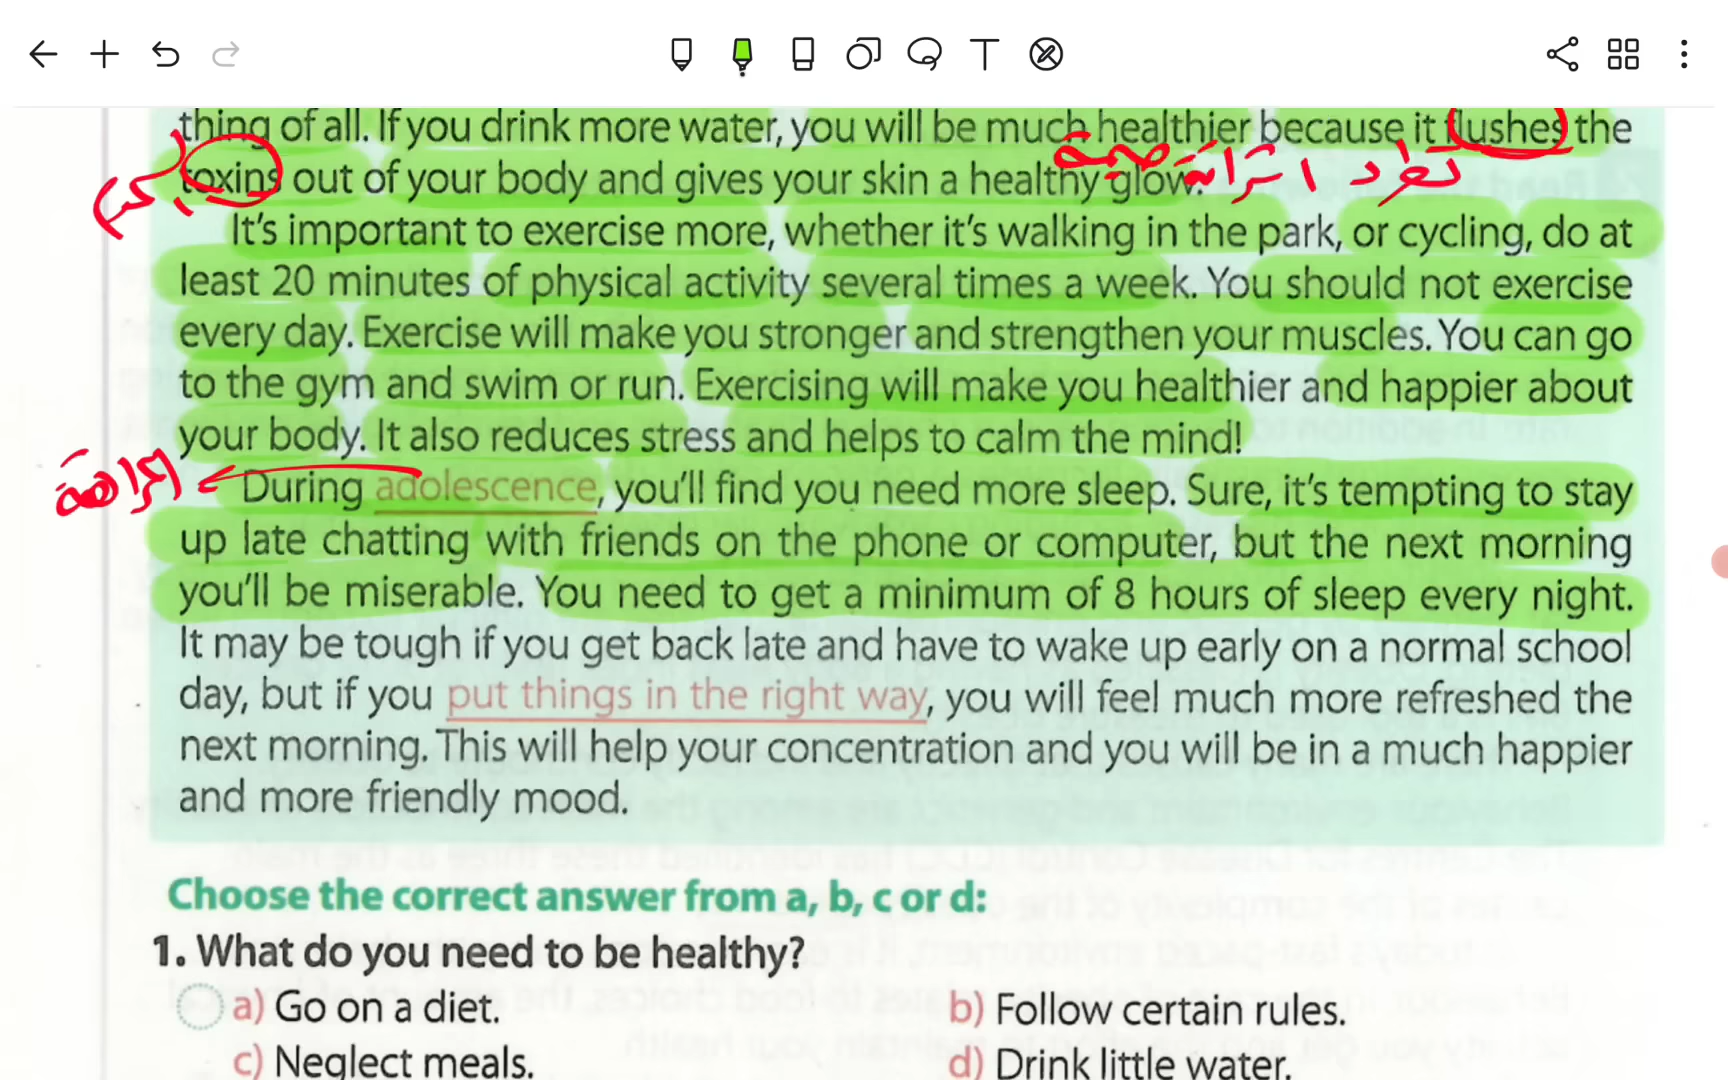 thing of all. If you drink more water, you will be much healthier because it flushes the
toxins out of your body and gives your skin a healthy glow.
It's important to exercise more, whether it's walking in the park, or cycling, do at
least 20 minutes of physical activity several times a week. You should not exercise
every day. Exercise will make you stronger and strengthen your muscles. You can go
to the gym and swim or run. Exercising will make you healthier and happier about
your body. It also reduces stress and helps to calm the mind!
During adolescence, you'll find you need more sleep. Sure, it's tempting to stay
up late chatting with friends on the phone or computer, but the next morning
you'll be miserable. You need to get a minimum of 8 hours of sleep every night.
It may be tough if you get back late and have to wake up early on a normal school
day, but if you put things in the right way, you will feel much more refreshed the
next morning. This will help your concentration and you will be in a much happier
and more friendly mood.
Choose the correct answer from a, b, c or d:
1. What do you need to be healthy?
a) Go on a diet.
b) Follow certain rules.
c) Neglect meals.
d) Drink little water.